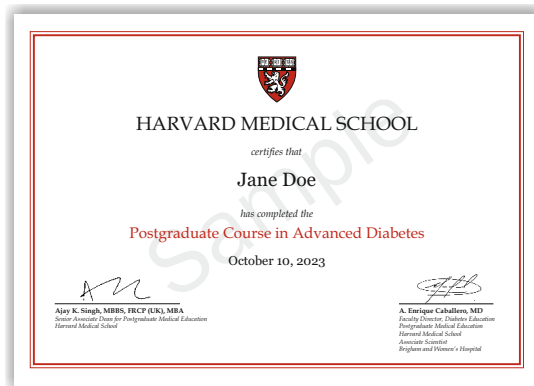 HARVARD MEDICAL SCHOOL
certifies that
Jane Doe
has completed the
Postgraduate Course in Advanced Diabetes
October 10, 2023
Sample
Ajay K. Singh, MBBS, FRCP (UK), MBA
Senior Associate Dean for Postgraduate Medical Education
Harvard Medical School
A. Enrique Caballero, MD
Faculty Director, Diabetes Education
Postgraduate Medical Education
Harvard Medical School
Associate Scientist
Brigham and Women's Hospital